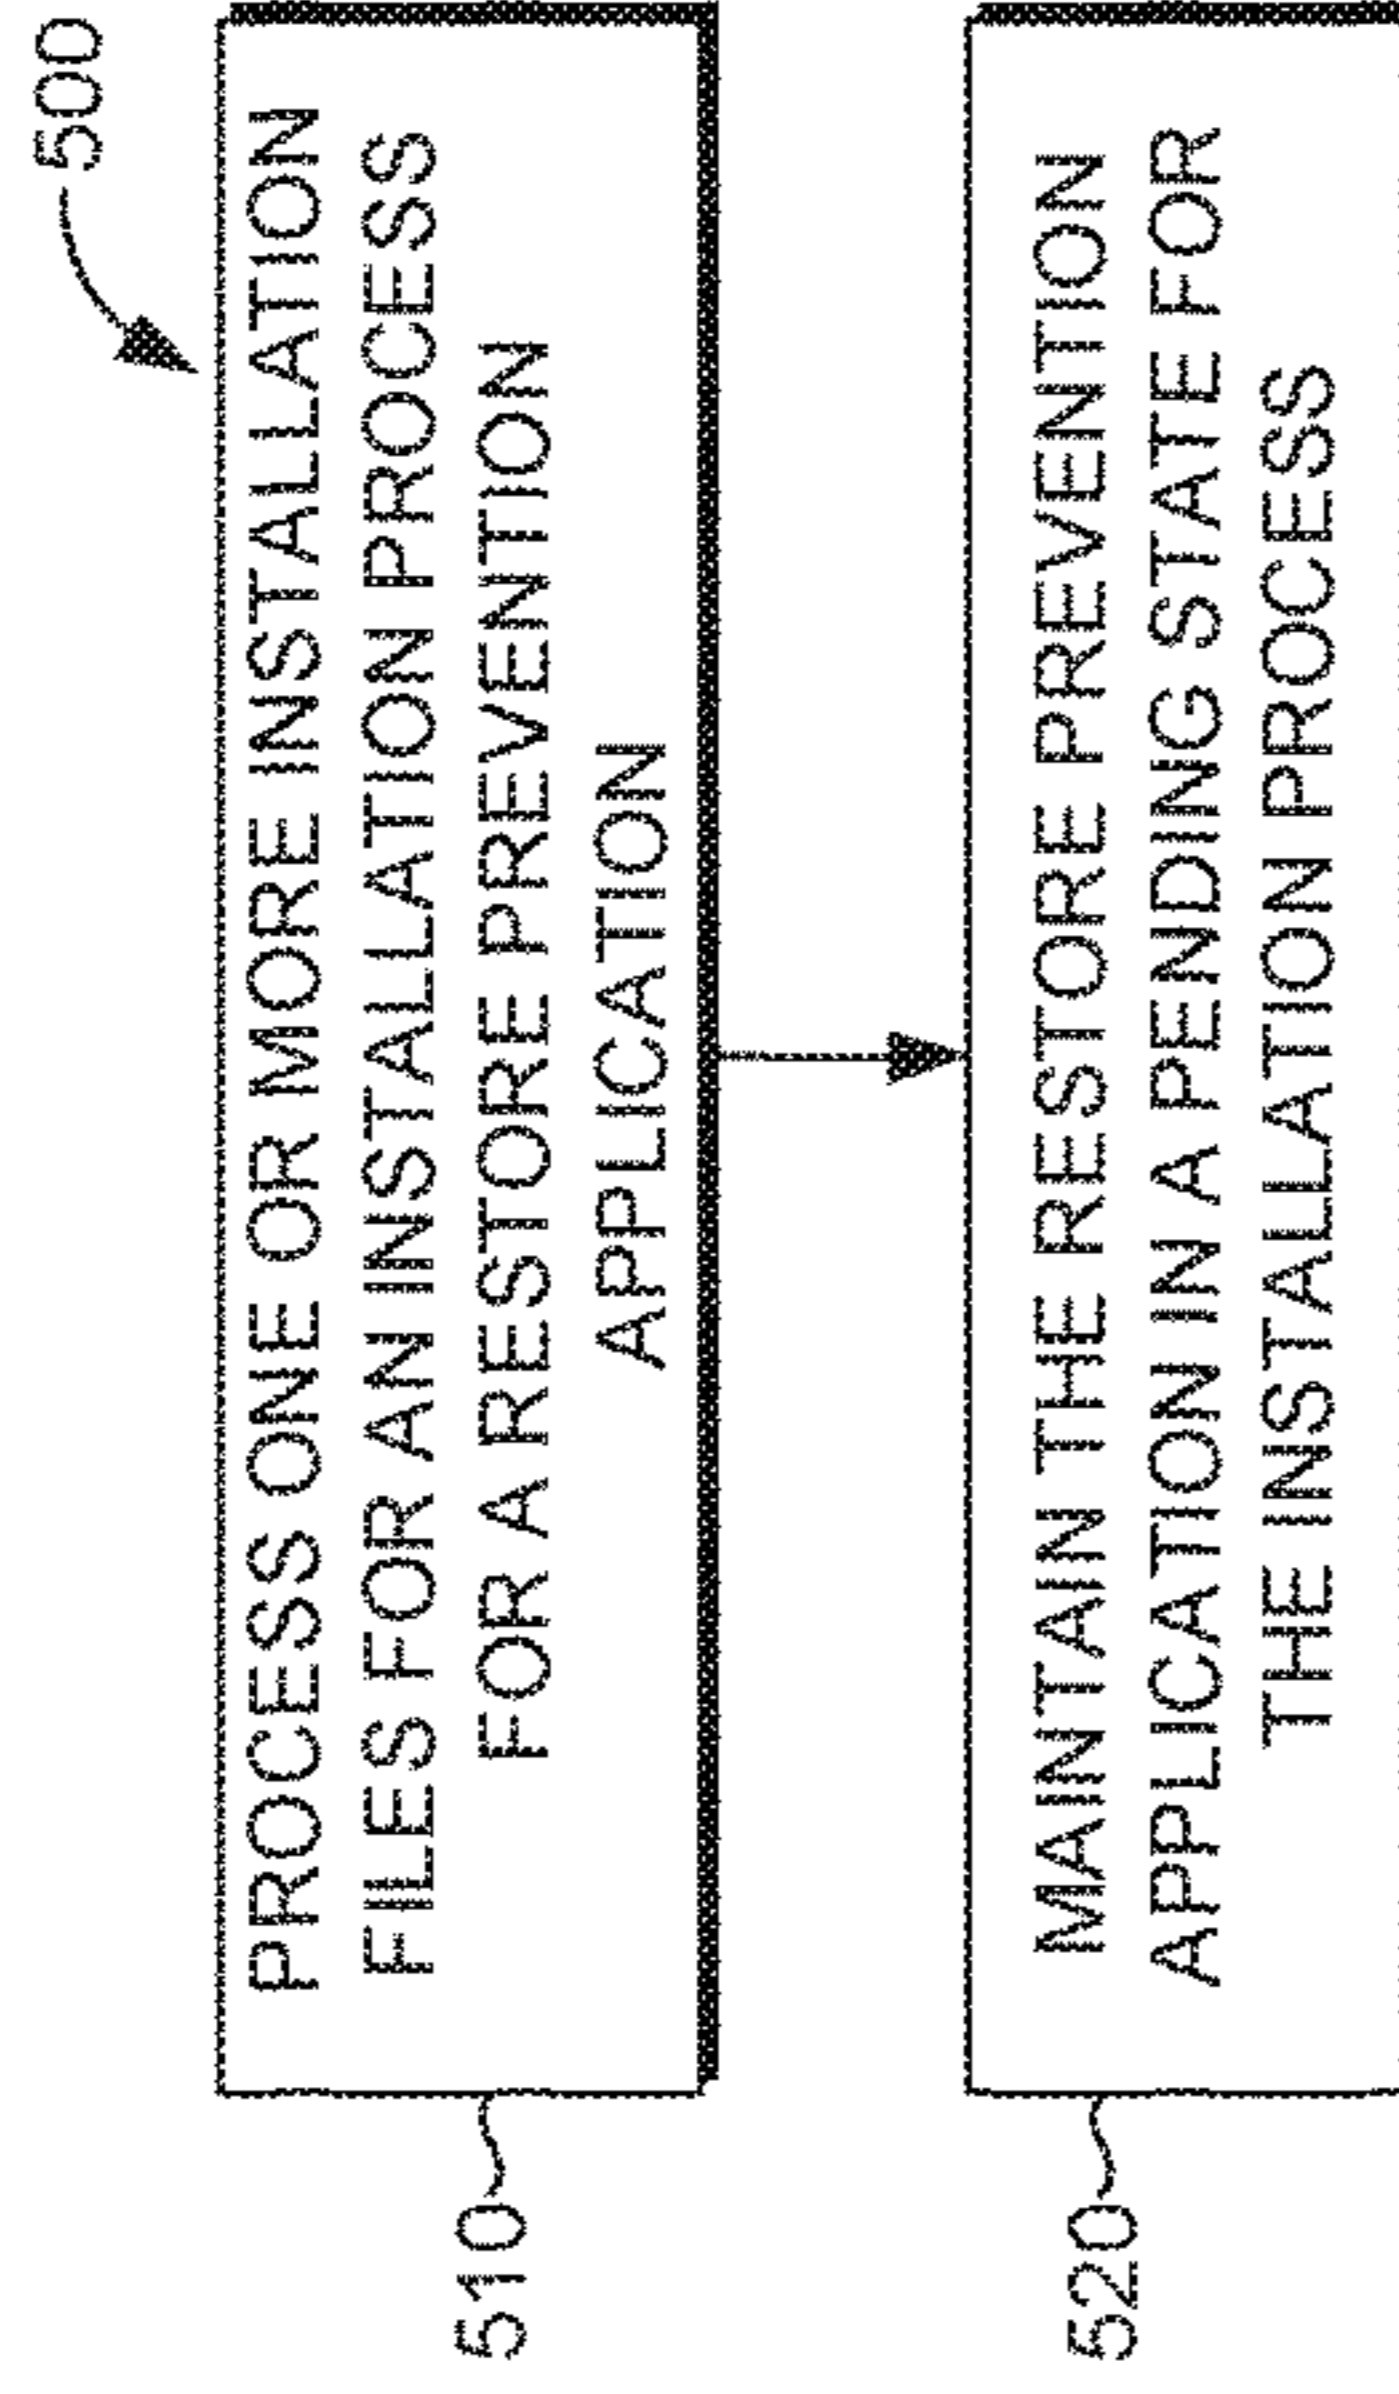 500
PROCESS ONE OR MORE INSTALLATION
FILES FOR AN INSTALLATION PROCESS
FOR A RESTORE PREVENTION
APPLICATION
510
MAINTAIN THE RESTORE PREVENTION
APPLICATION IN A PENDING STATE FOR
THE INSTALLATION PROCESS
520